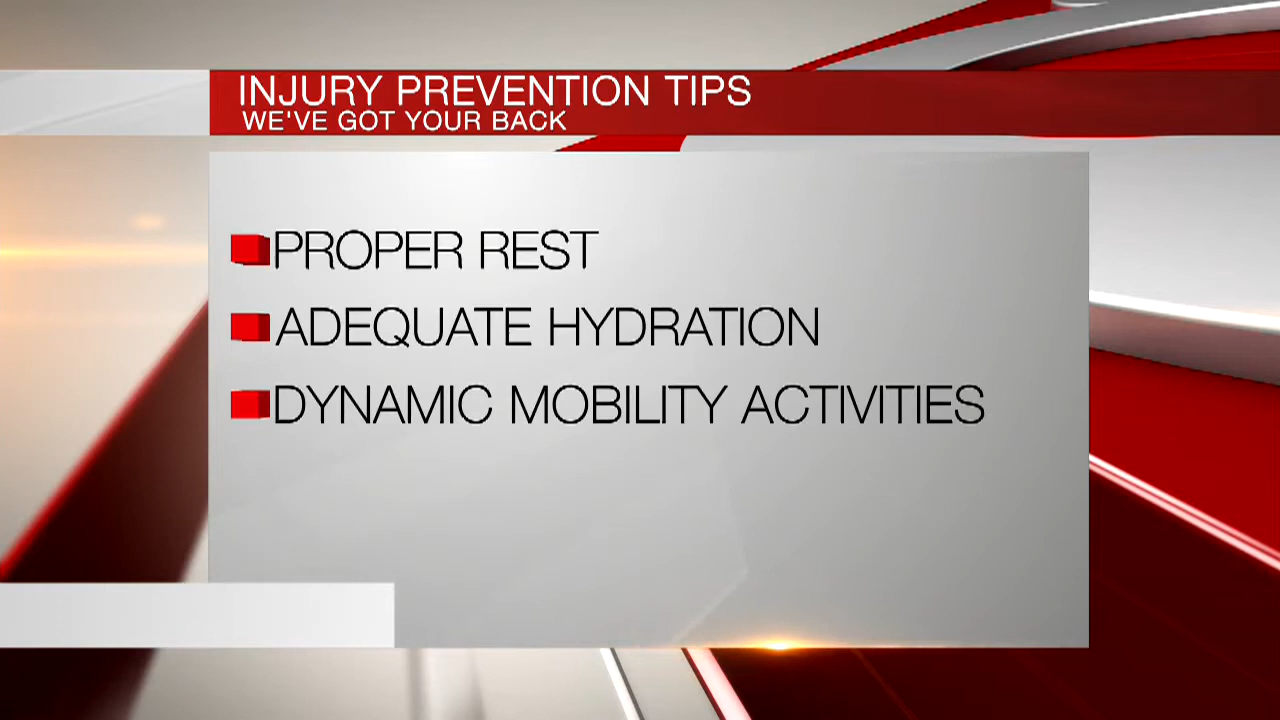 INJURY PREVENTION TIPS
WE'VE GOT YOUR BACK
PROPER REST
ADEQUATE HYDRATION
DYNAMIC MOBILITY ACTIVITIES